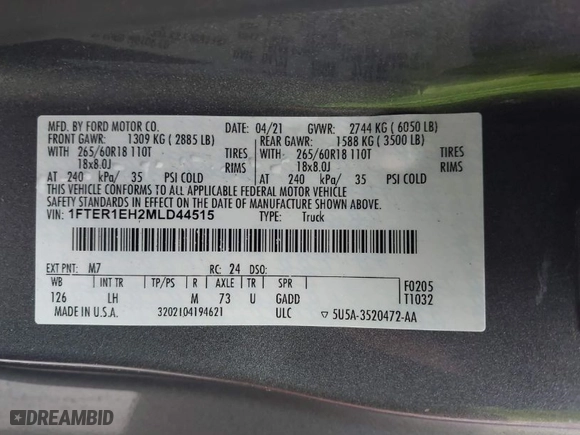 MFD. BY FORD MOTOR CO. DATE: 04/21 GVWR: 2744 KG ( 6050 LB)
FRONT GAWR: 1309 KG ( 2885 LB) REAR GAWR: 1588 KG ( 3500 LB)
WITH 265/60R18 110T TIRES WITH 265/60R18 110T TIRES
18x8.0J RIMS 18x8.0J RIMS
AT 240 kPa/ 35 PSI COLD AT 240 kPa/ 35 PSI COLD
THIS VEHICLE CONFORMS TO ALL APPLICABLE FEDERAL MOTOR VEHICLE
SAFETY STANDARDS IN EFFECT ON THE DATE OF MANUFACTURE SHOWN ABOVE.
VIN: 1FTER1EH2MLD44515 TYPE: Truck
EXT PNT: M7 RC: 24 DSO:
WB INT TR TP/PS R AXLE TR SPR F0205
126 LH M 73 U GADD T1032
MADE IN U.S.A. 3202104194621 ULC ▽ 5U5A-3520472-AA
DREAMBID